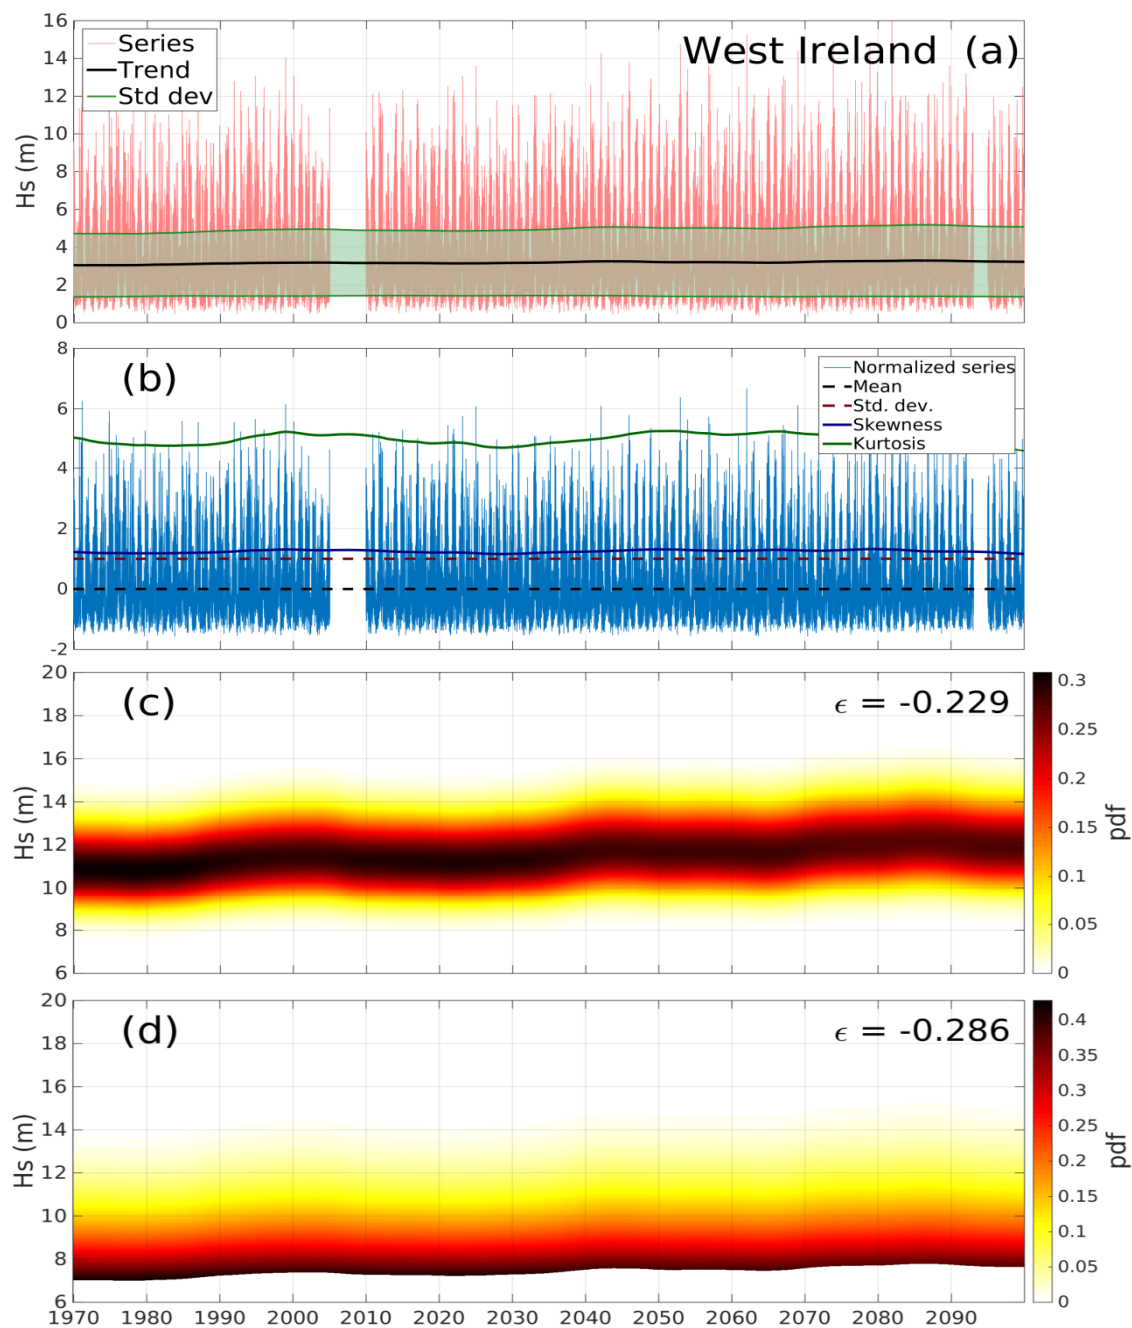 16
14
12
10
8
6
4
2
0
Hs (m)
Series
Trend
Std dev
West Ireland (a)
8
6
4
2
0
-2
(b)
Normalized series
Mean
Std. dev.
Skewness
Kurtosis
20
18
16
14
12
10
8
6
Hs (m)
(c)
ϵ = -0.229
0.3
0.25
0.2
0.15
0.1
0.05
0
pdf
20
18
16
14
12
10
8
6
Hs (m)
(d)
ϵ = -0.286
0.4
0.35
0.3
0.25
0.2
0.15
0.1
0.05
0
pdf
1970 1980 1990 2000 2010 2020 2030 2040 2050 2060 2070 2080 2090